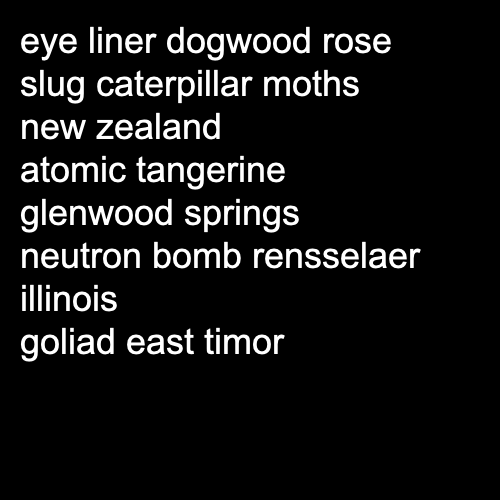 eye liner dogwood rose
slug caterpillar moths
new zealand
atomic tangerine
glenwood springs
neutron bomb rensselaer
illinois
goliad east timor